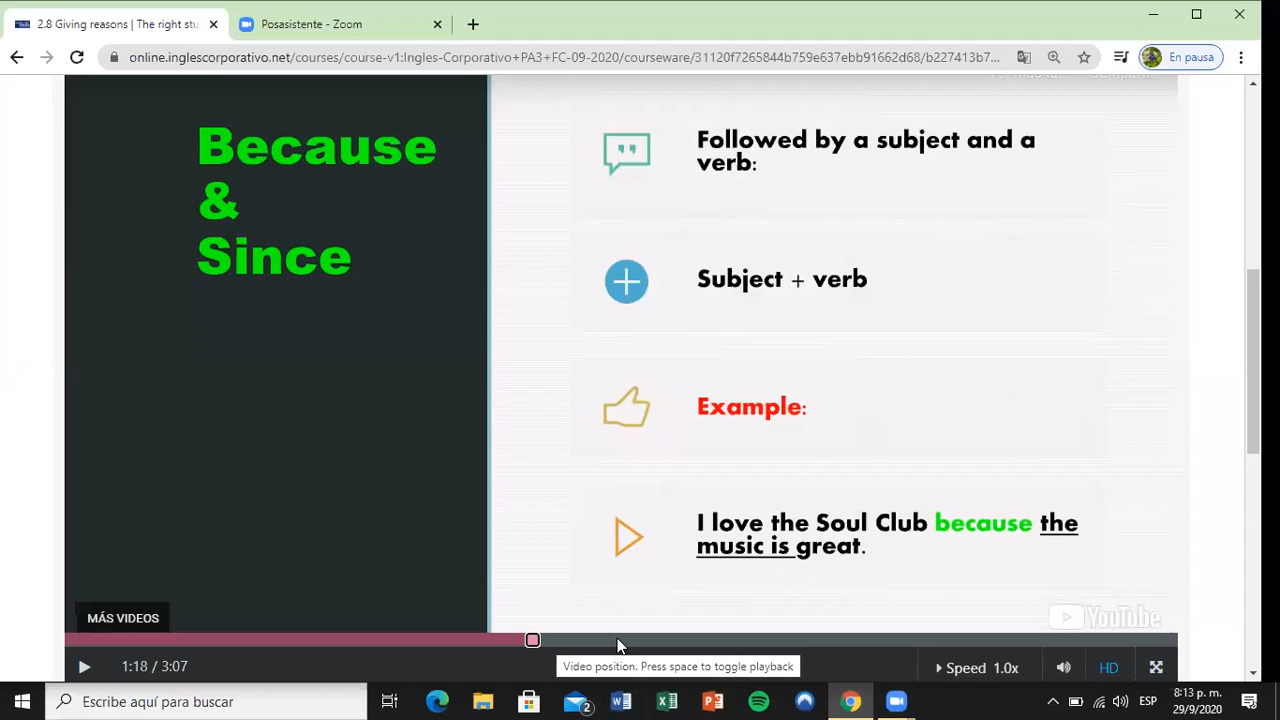 2.8 Giving reasons | The right stu
Posasistente - Zoom
online.inglescorporativo.net/courses/course-v1:Ingles-Corporativo+PA3+FC-09-2020/courseware/31120f7265844b759e637ebb91662d68/b227413b7...
En pausa
Because
&
Since
Followed by a subject and a
verb:
Subject + verb
Example:
I love the Soul Club because the
music is great.
MÁS VIDEOS
YouTube
Video position. Press space to toggle playback
1:18 / 3:07
Speed 1.0x
HD
Escribe aquí para buscar
2
ESP
8:13 p. m.
29/9/2020